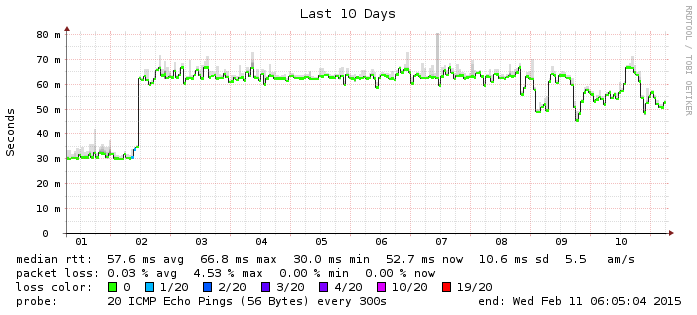 Last 10 Days
RRDTOOL / TOBI OETIKER
Seconds
80 m
70 m
60 m
50 m
40 m
30 m
20 m
10 m
0
01 02 03 04 05 06 07 08 09 10
median rtt: 57.6 ms avg 66.8 ms max 30.0 ms min 52.7 ms now 10.6 ms sd 5.5 am/s
packet loss: 0.03 % avg 4.53 % max 0.00 % min 0.00 % now
loss color: 0 1/20 2/20 3/20 4/20 10/20 19/20
probe: 20 ICMP Echo Pings (56 Bytes) every 300s end: Wed Feb 11 06:05:04 2015